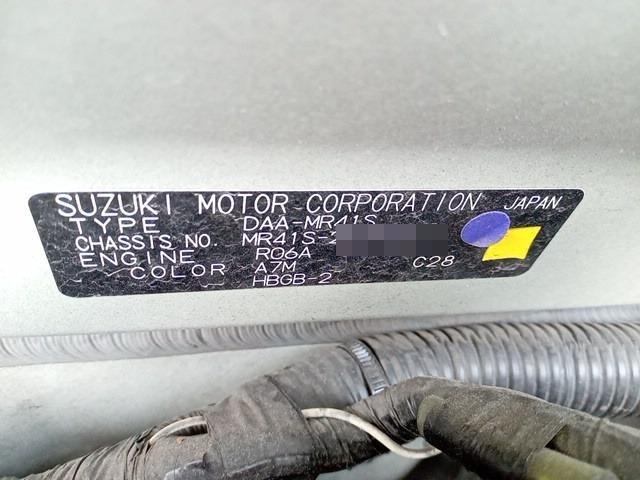 SUZUKI MOTOR CORPORATION JAPAN
TYPE DAA-MR41S
CHASSIS NO. MR41S-
ENGINE R06A C28
COLOR A7M
HBGB-2